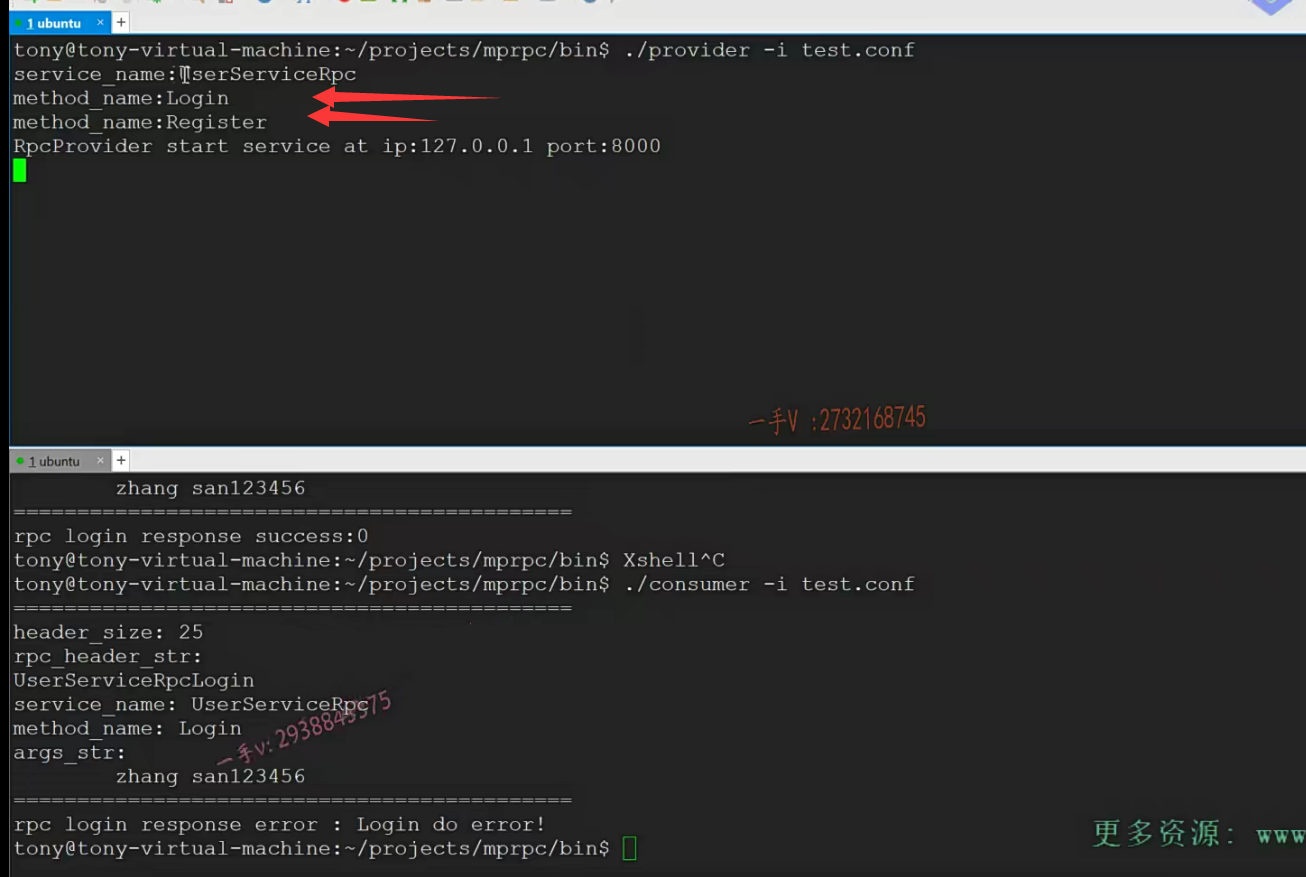 1 ubuntu × +
tony@tony-virtual-machine:~/projects/mprpc/bin$ ./provider -i test.conf
service_name:UserServiceRpc
method_name:Login
method_name:Register
RpcProvider start service at ip:127.0.0.1 port:8000
一手V :2732168745
1 ubuntu × +
zhang san123456
============================================
rpc login response success:0
tony@tony-virtual-machine:~/projects/mprpc/bin$ Xshell^C
tony@tony-virtual-machine:~/projects/mprpc/bin$ ./consumer -i test.conf
============================================
header_size: 25
rpc_header_str:
UserServiceRpcLogin
service_name: UserServiceRpc
method_name: Login
args_str:
一手v:
zhang san123456
============================================
rpc login response error : Login do error!
更多资源: www
tony@tony-virtual-machine:~/projects/mprpc/bin$